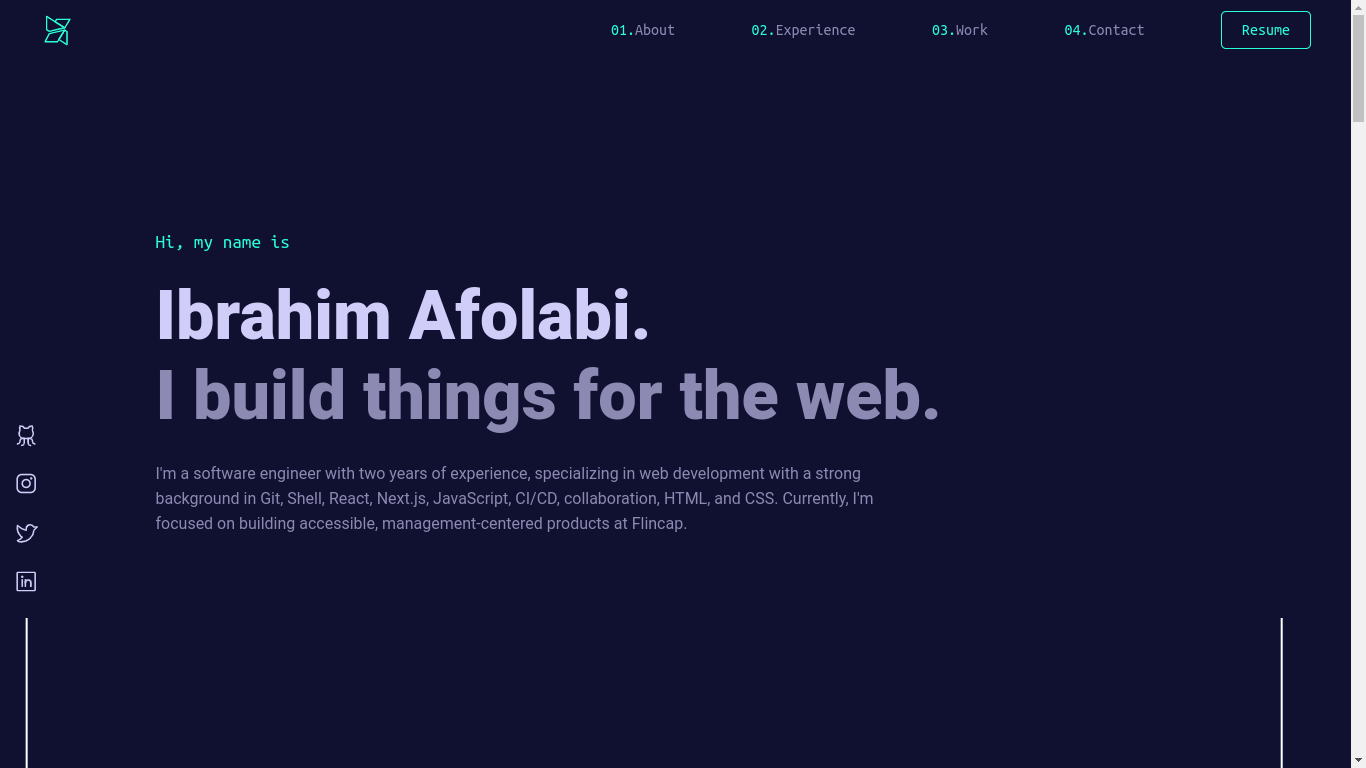 01.About 02.Experience 03.Work 04.Contact Resume
Hi, my name is
Ibrahim Afolabi.
I build things for the web.
I'm a software engineer with two years of experience, specializing in web development with a strong
background in Git, Shell, React, Next.js, JavaScript, CI/CD, collaboration, HTML, and CSS. Currently, I'm
focused on building accessible, management-centered products at Flincap.